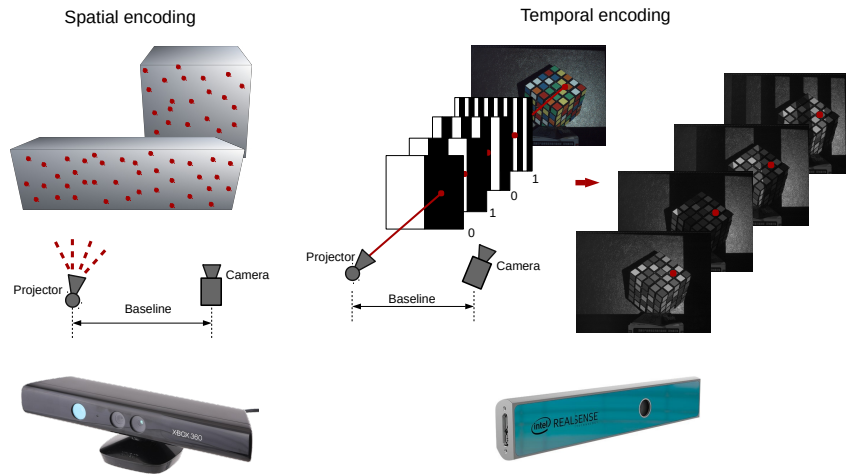 Spatial encoding
Temporal encoding
0
1
0
1
Projector
Camera
Baseline
Projector
Camera
Baseline
XBOX 360
intel REALSENSE